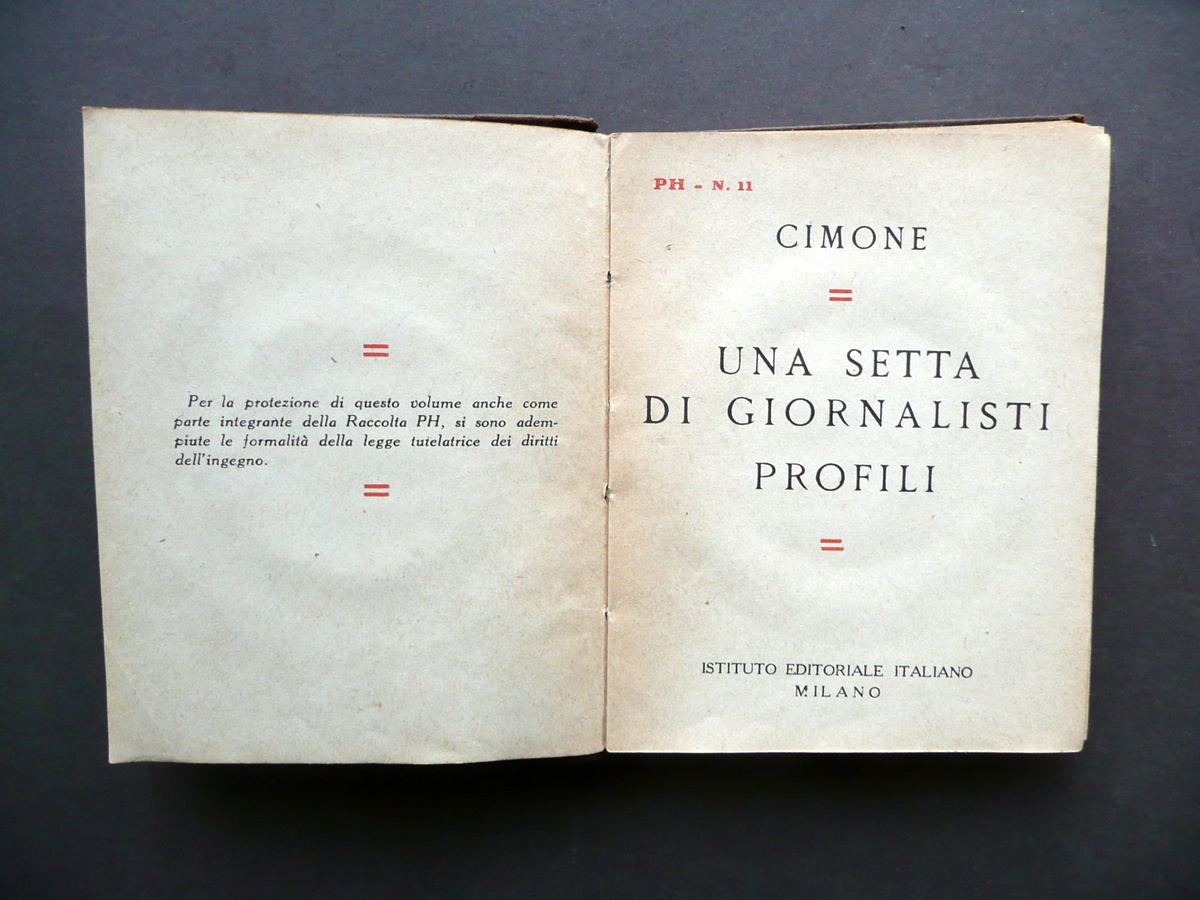 =
Per la protezione di questo volume anche come
parte integrante della Raccolta PH, si sono adem-
piute le formalità della legge tutelatrice dei diritti
dell'ingegno.
=
PH - N. 11
CIMONE
=
UNA SETTA
DI GIORNALISTI
PROFILI
=
ISTITUTO EDITORIALE ITALIANO
MILANO